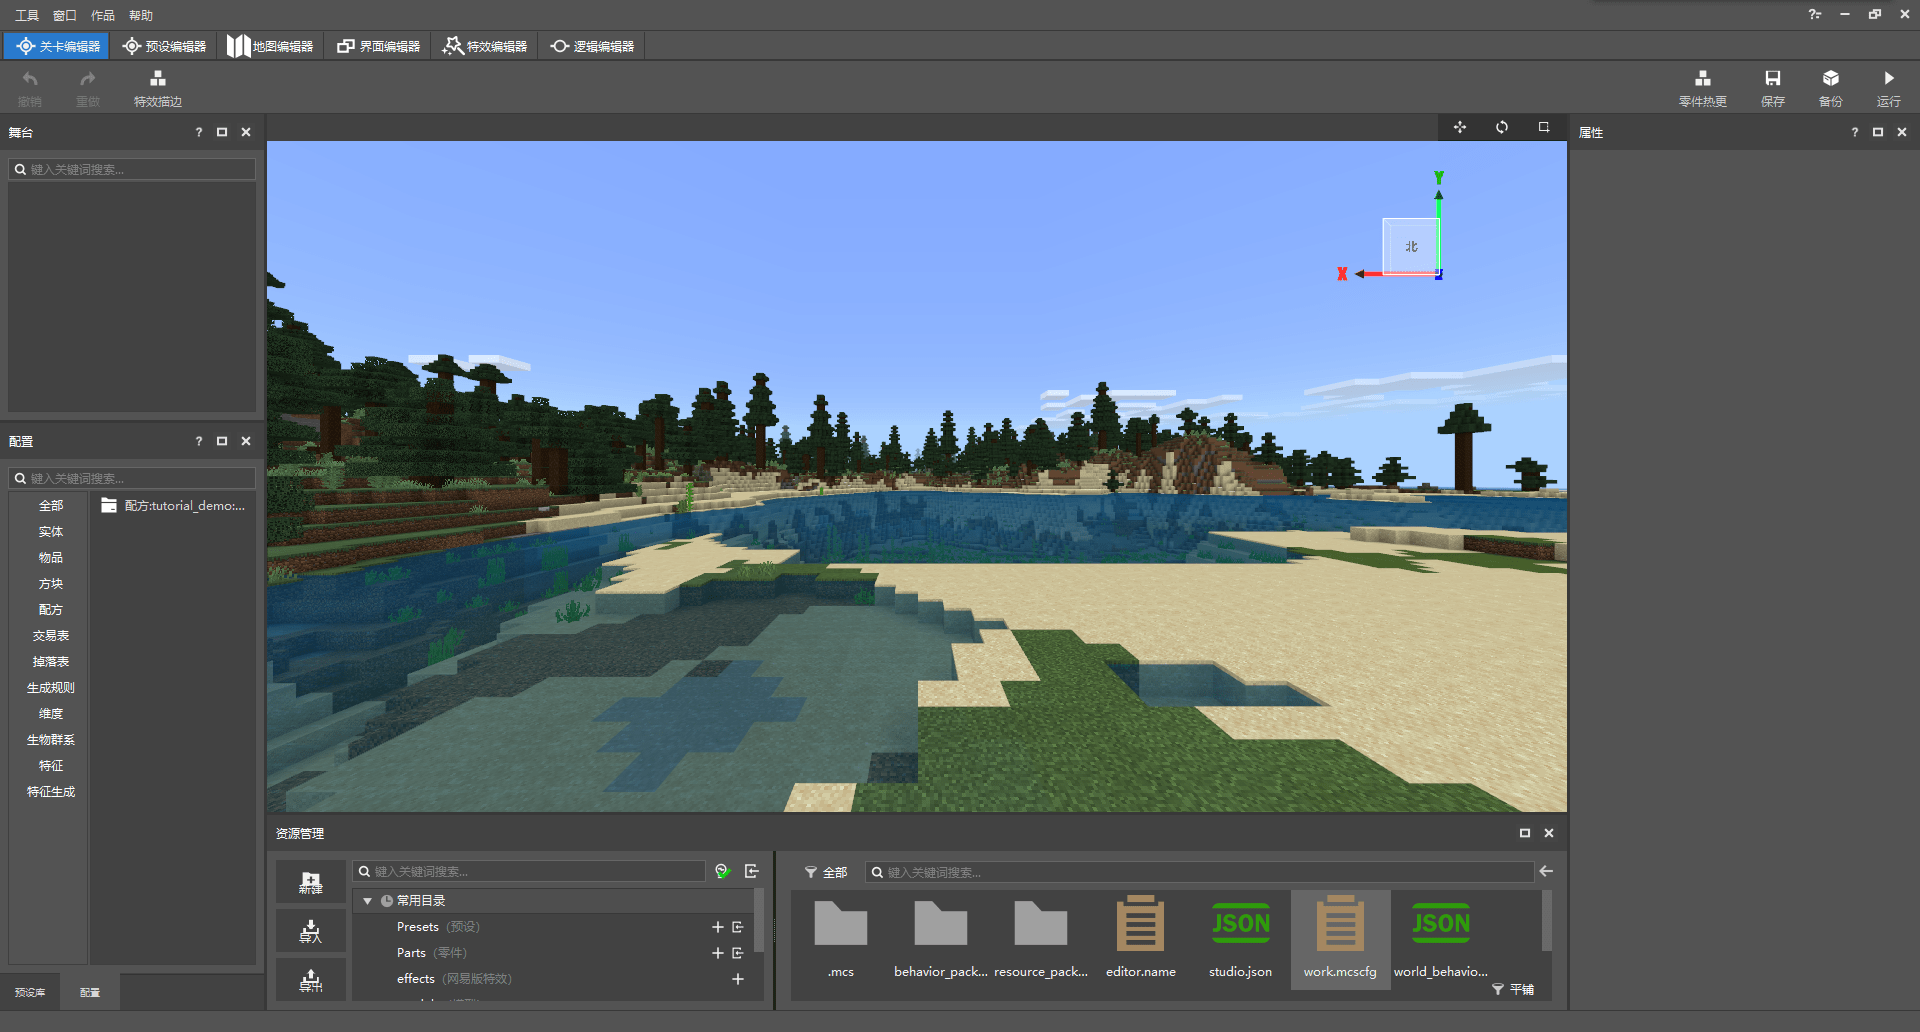 工具 窗口 作品 帮助
关卡编辑器 预设编辑器 地图编辑器 界面编辑器 特效编辑器 逻辑编辑器
撤销 重做 特效描边 零件热更 保存 备份 运行
舞台
键入关键词搜索...
配置
键入关键词搜索...
全部
实体
物品
方块
配方
交易表
掉落表
生成规则
维度
生物群系
特征
特征生成
配方:tutorial_demo:...
预设库 配置
Y
北
X
属性
资源管理
新建
导入
导出
键入关键词搜索...
常用目录
Presets (预设)
Parts (零件)
effects (网易版特效)
全部
键入关键词搜索...
JSON JSON
.mcs behavior_pack... resource_pack... editor.name studio.json work.mcscfg world_behavio...
平铺